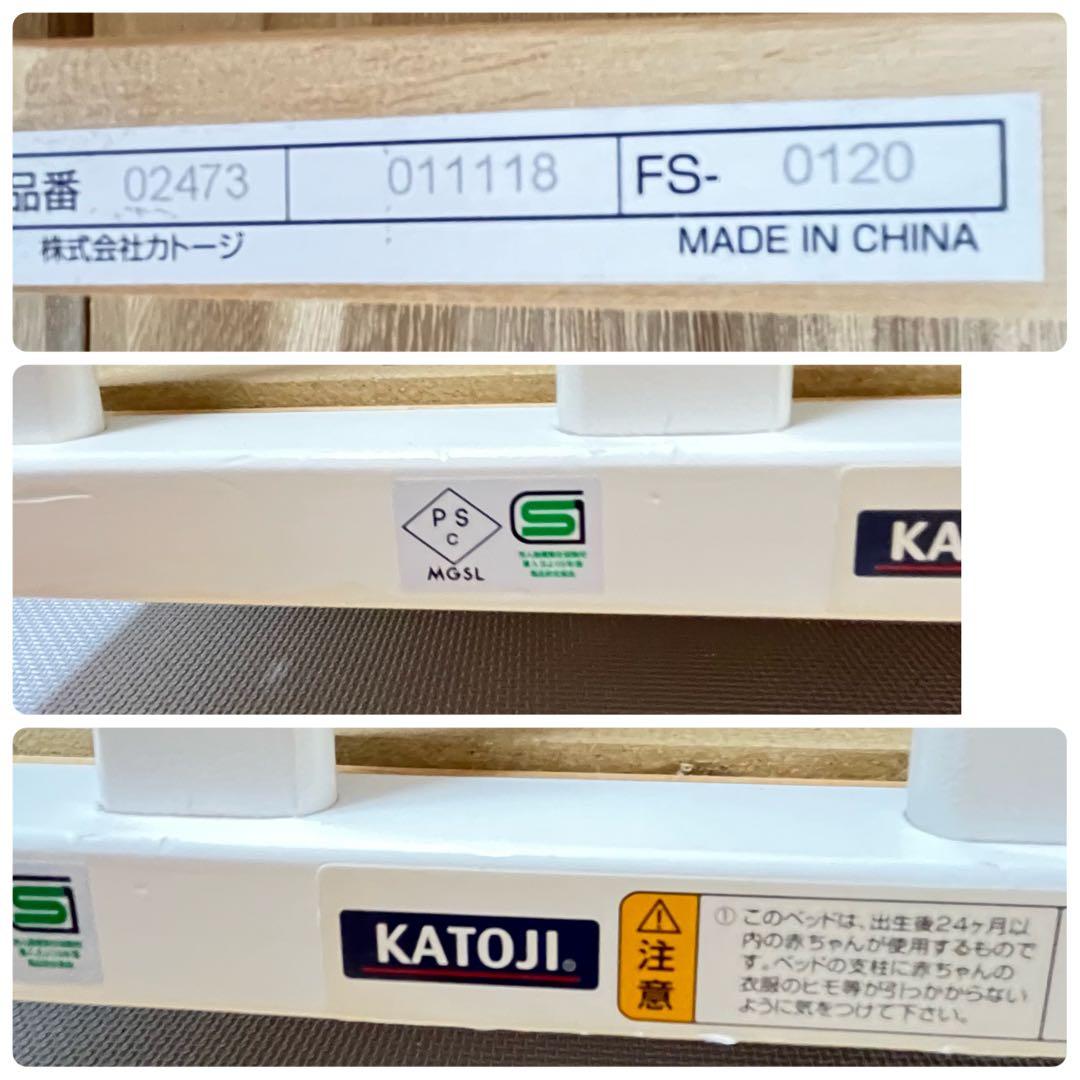 品番 02473 011118 FS- 0120
株式会社カトージ MADE IN CHINA
PS
C
MGSL
SG
KA
SG
KATOJI
注意
① このベッドは、出生後24ヶ月以
内の赤ちゃんが使用するもので
す。ベッドの支柱に赤ちゃんの
衣服のヒモ等が引っかからない
ように気をつけて下さい。